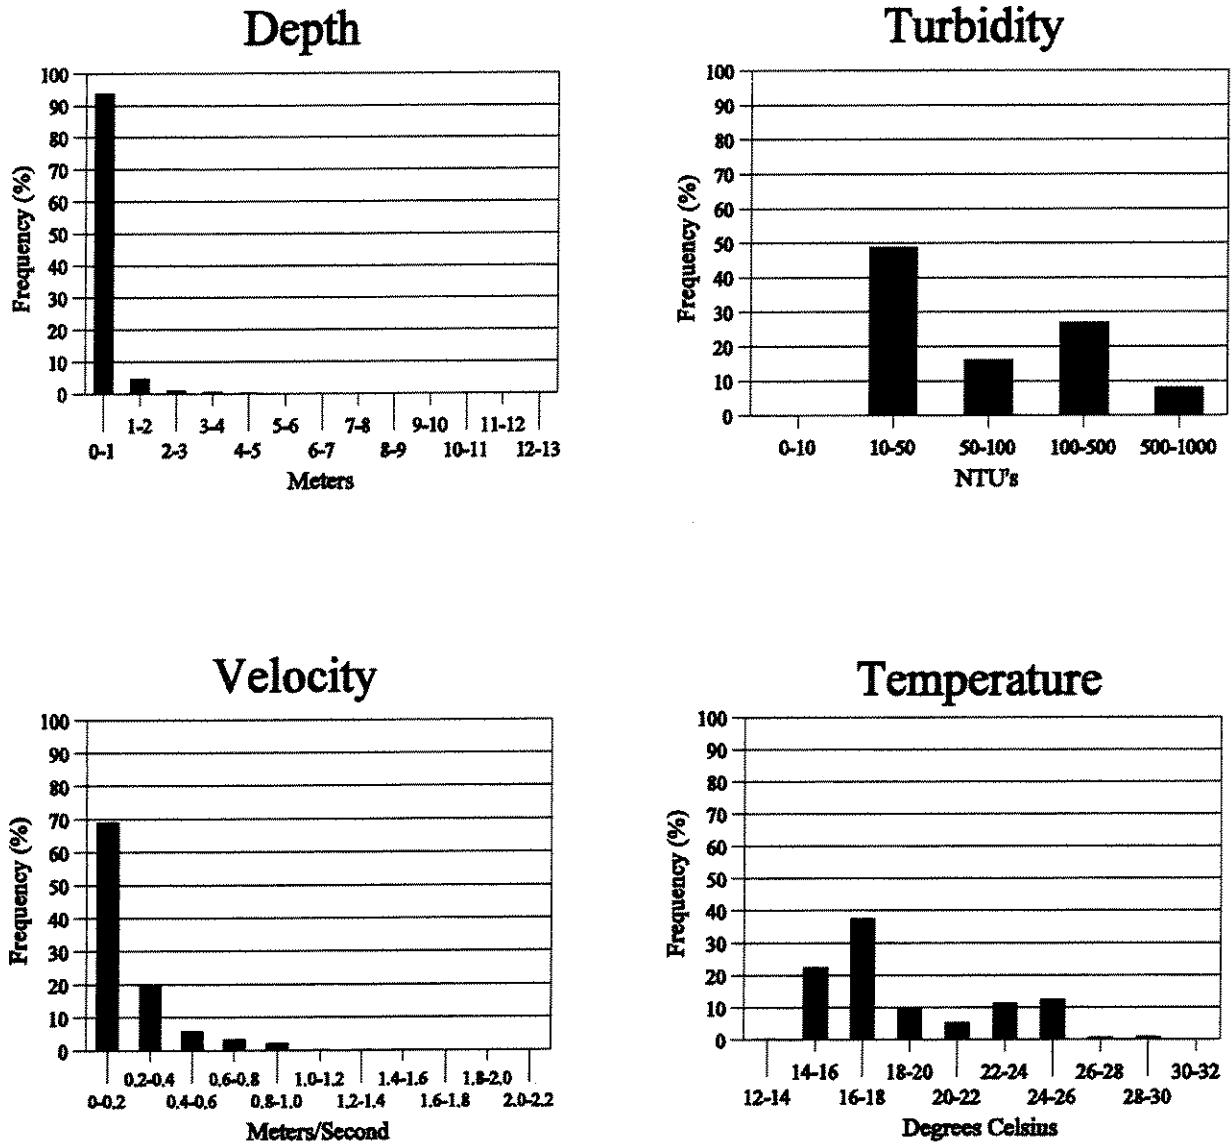 Depth
100
90
80
70
60
50
40
30
20
10
0
Frequency (%)
1-2 3-4 5-6 7-8 9-10 11-12
0-1 2-3 4-5 6-7 8-9 10-11 12-13
Meters
Turbidity
100
90
80
70
60
50
40
30
20
10
0
Frequency (%)
0-10 10-50 50-100 100-500 500-1000
NTU's
Velocity
100
90
80
70
60
50
40
30
20
10
0
Frequency (%)
0.2-0.4 0.6-0.8 1.0-1.2 1.4-1.6 1.8-2.0
0-0.2 0.4-0.6 0.8-1.0 1.2-1.4 1.6-1.8 2.0-2.2
Meters/Second
Temperature
100
90
80
70
60
50
40
30
20
10
0
Frequency (%)
14-16 18-20 22-24 26-28 30-32
12-14 16-18 20-22 24-26 28-30
Degrees Celsius